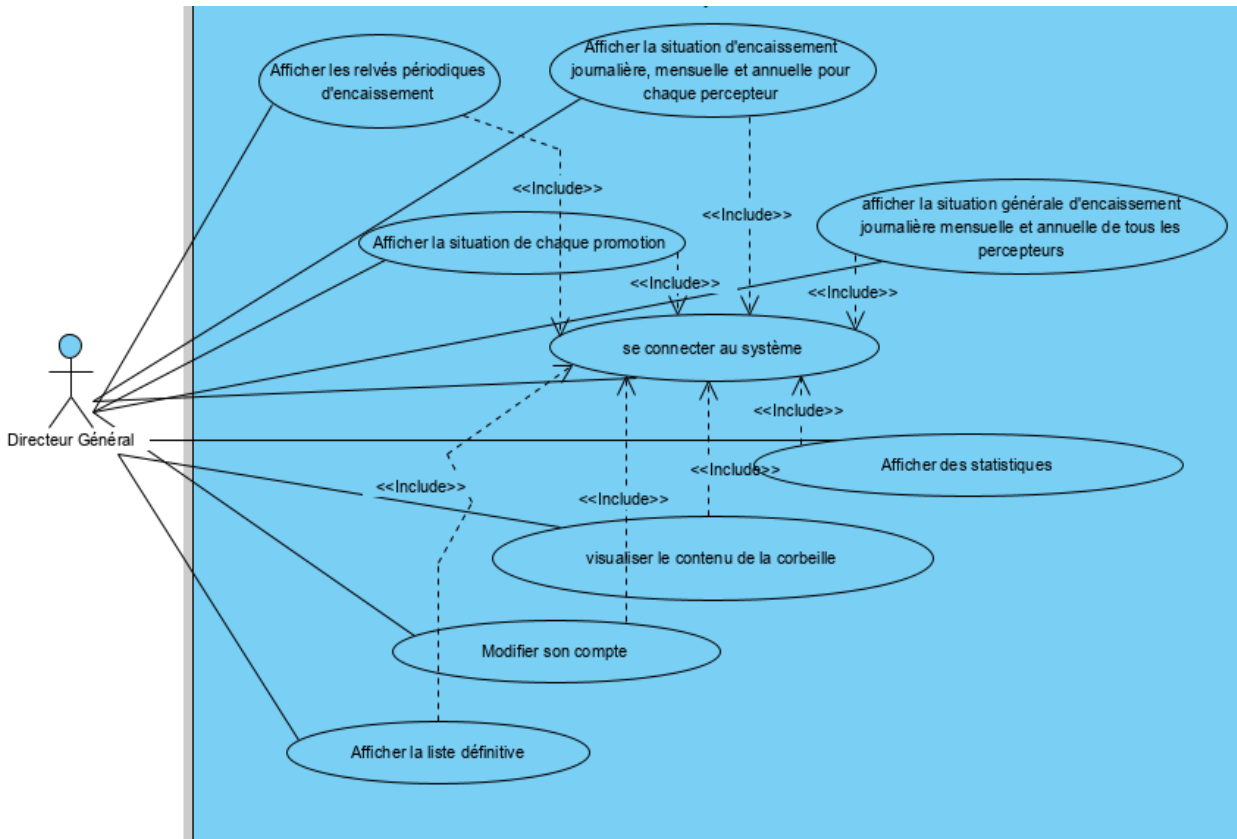 Afficher les relvés périodiques
d'encaissement
Afficher la situation d'encaissement
journalière, mensuelle et annuelle pour
chaque percepteur
<<Include>>
<<Include>>
afficher la situation générale d'encaissement
journalière mensuelle et annuelle de tous les
percepteurs
Afficher la situation de chaque promotion
<<Include>>
<<Include>>
se connecter au système
Directeur Général
<<Include>>
Afficher des statistiques
<<Include>>
<<Include>>
<<Include>>
visualiser le contenu de la corbeille
Modifier son compte
Afficher la liste définitive